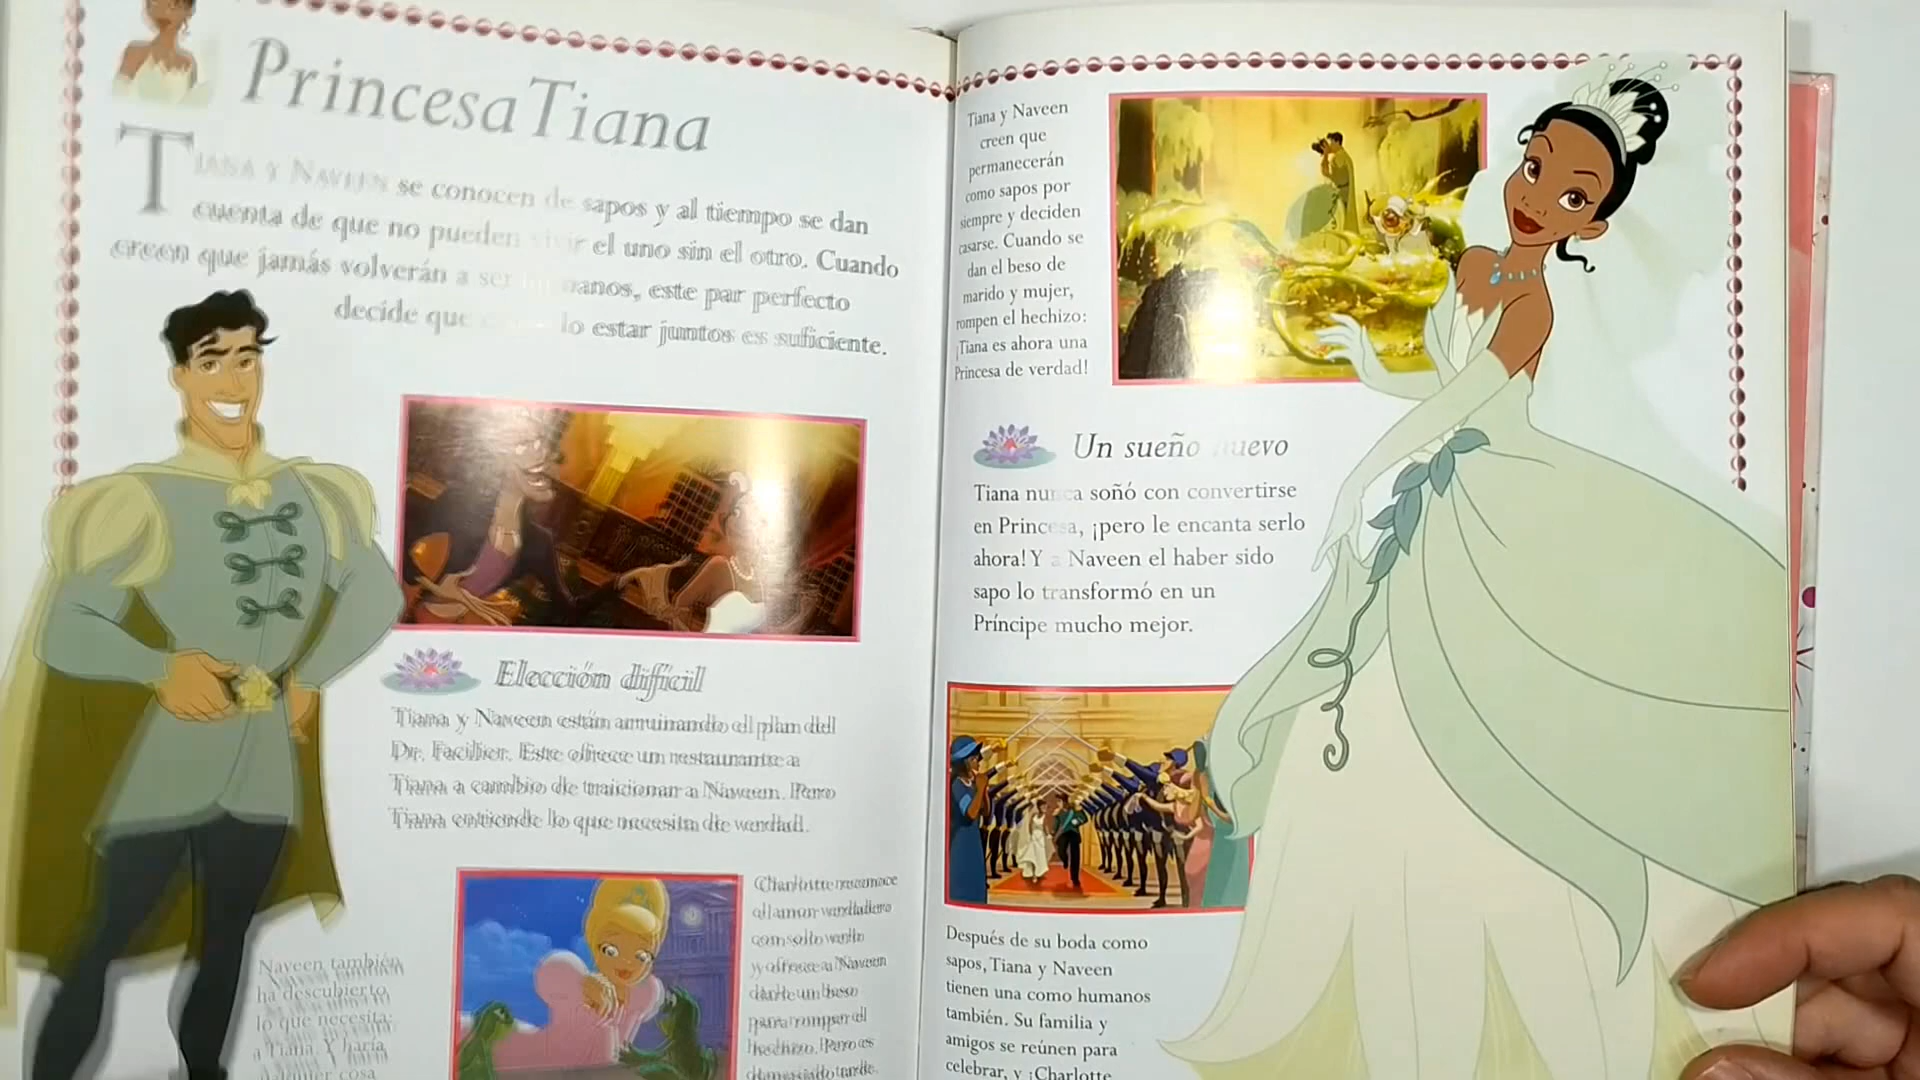 Princesa Tiana
TIANA Y NAVEEN se conocen de sapos y al tiempo se dan
cuenta de que no pueden vivir el uno sin el otro. Cuando
creen que jamás volverán a ser humanos, este par perfecto
decide que lo estar juntos es suficiente.
Elección difícil
Tiana y Naveen están arruinando el plan del
Dr. Facilier. Este ofrece un restaurante a
Tiana a cambio de traicionar a Naveen. Pero
Tiana entiende lo que necesita de verdad.
Naveen también
ha descubierto
lo que necesita:
a Tiana. Y haría
cosa
Charlotte reconoce
el amor verdadero
con solo verlo
y ofrece a Naveen
darle un beso
para romper el
hechizo. Pero es
demasiado tarde.
Tiana y Naveen
creen que
permanecerán
como sapos por
siempre y deciden
casarse. Cuando se
dan el beso de
marido y mujer,
rompen el hechizo:
¡Tiana es ahora una
Princesa de verdad!
Un sueño nuevo
Tiana nunca soñó con convertirse
en Princesa, ¡pero le encanta serlo
ahora! Y a Naveen el haber sido
sapo lo transformó en un
Príncipe mucho mejor.
Después de su boda como
sapos, Tiana y Naveen
tienen una como humanos
también. Su familia y
amigos se reúnen para
celebrar, y ¡Charlotte